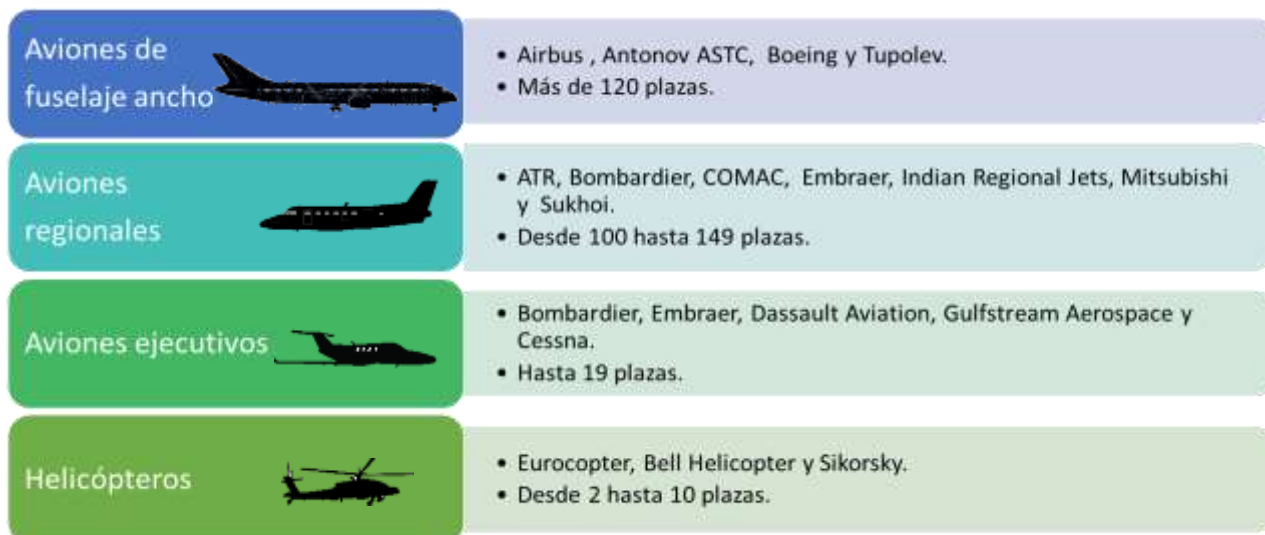 Aviones de
fuselaje ancho
• Airbus , Antonov ASTC, Boeing y Tupolev.
• Más de 120 plazas.
Aviones
regionales
• ATR, Bombardier, COMAC, Embraer, Indian Regional Jets, Mitsubishi
y Sukhoi.
• Desde 100 hasta 149 plazas.
Aviones ejecutivos
• Bombardier, Embraer, Dassault Aviation, Gulfstream Aerospace y
Cessna.
• Hasta 19 plazas.
Helicópteros
• Eurocopter, Bell Helicopter y Sikorsky.
• Desde 2 hasta 10 plazas.